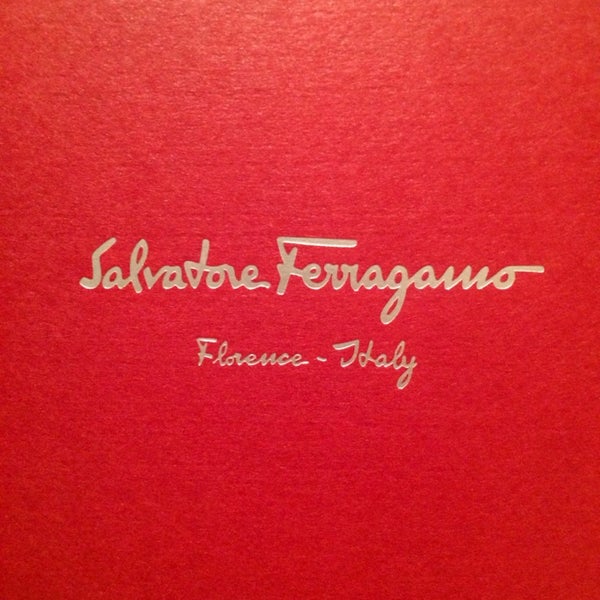 Salvatore Ferragamo
Florence - Italy